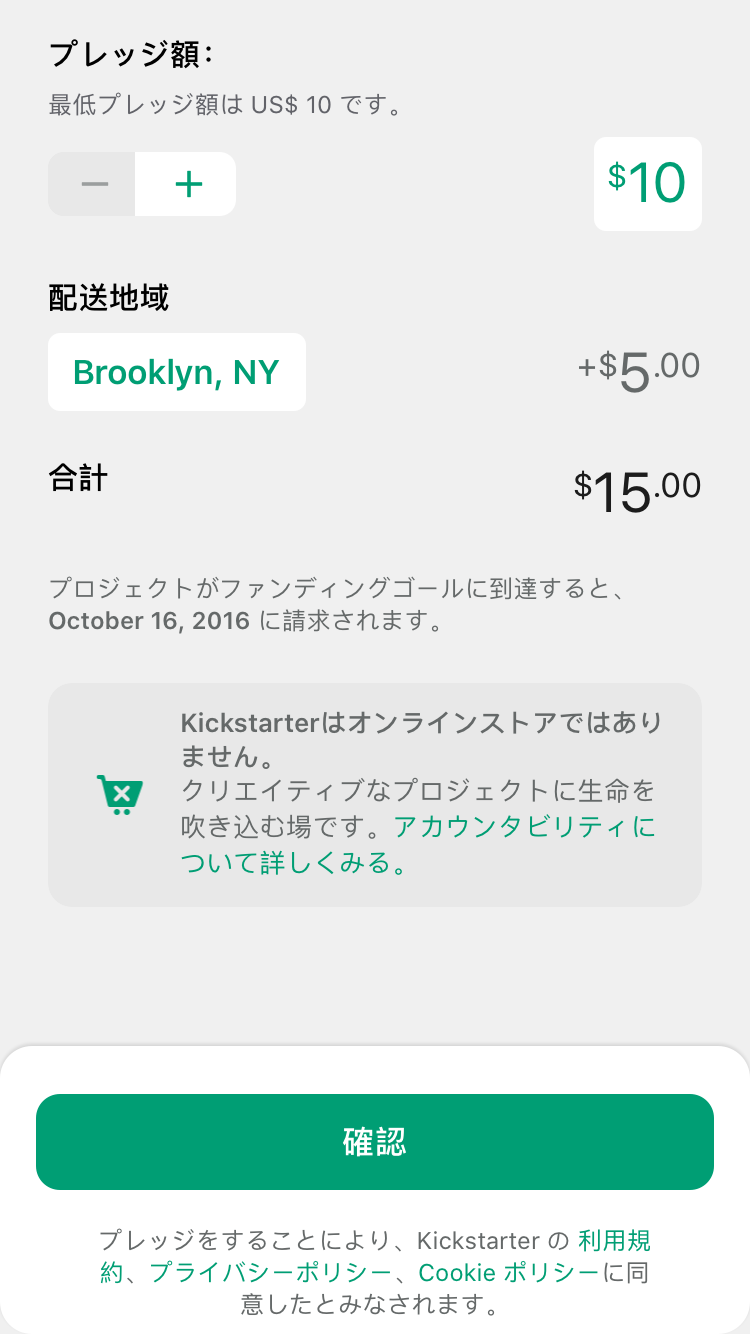 プレッジ額：
最低プレッジ額は US$ 10 です。
− +
$10
配送地域
Brooklyn, NY
+$5.00
合計
$15.00
プロジェクトがファンディングゴールに到達すると、
October 16, 2016 に請求されます。
Kickstarterはオンラインストアではあり
ません。
クリエイティブなプロジェクトに生命を
吹き込む場です。アカウンタビリティに
ついて詳しくみる。
確認
プレッジをすることにより、Kickstarter の 利用規
約、プライバシーポリシー、Cookie ポリシーに同
意したとみなされます。